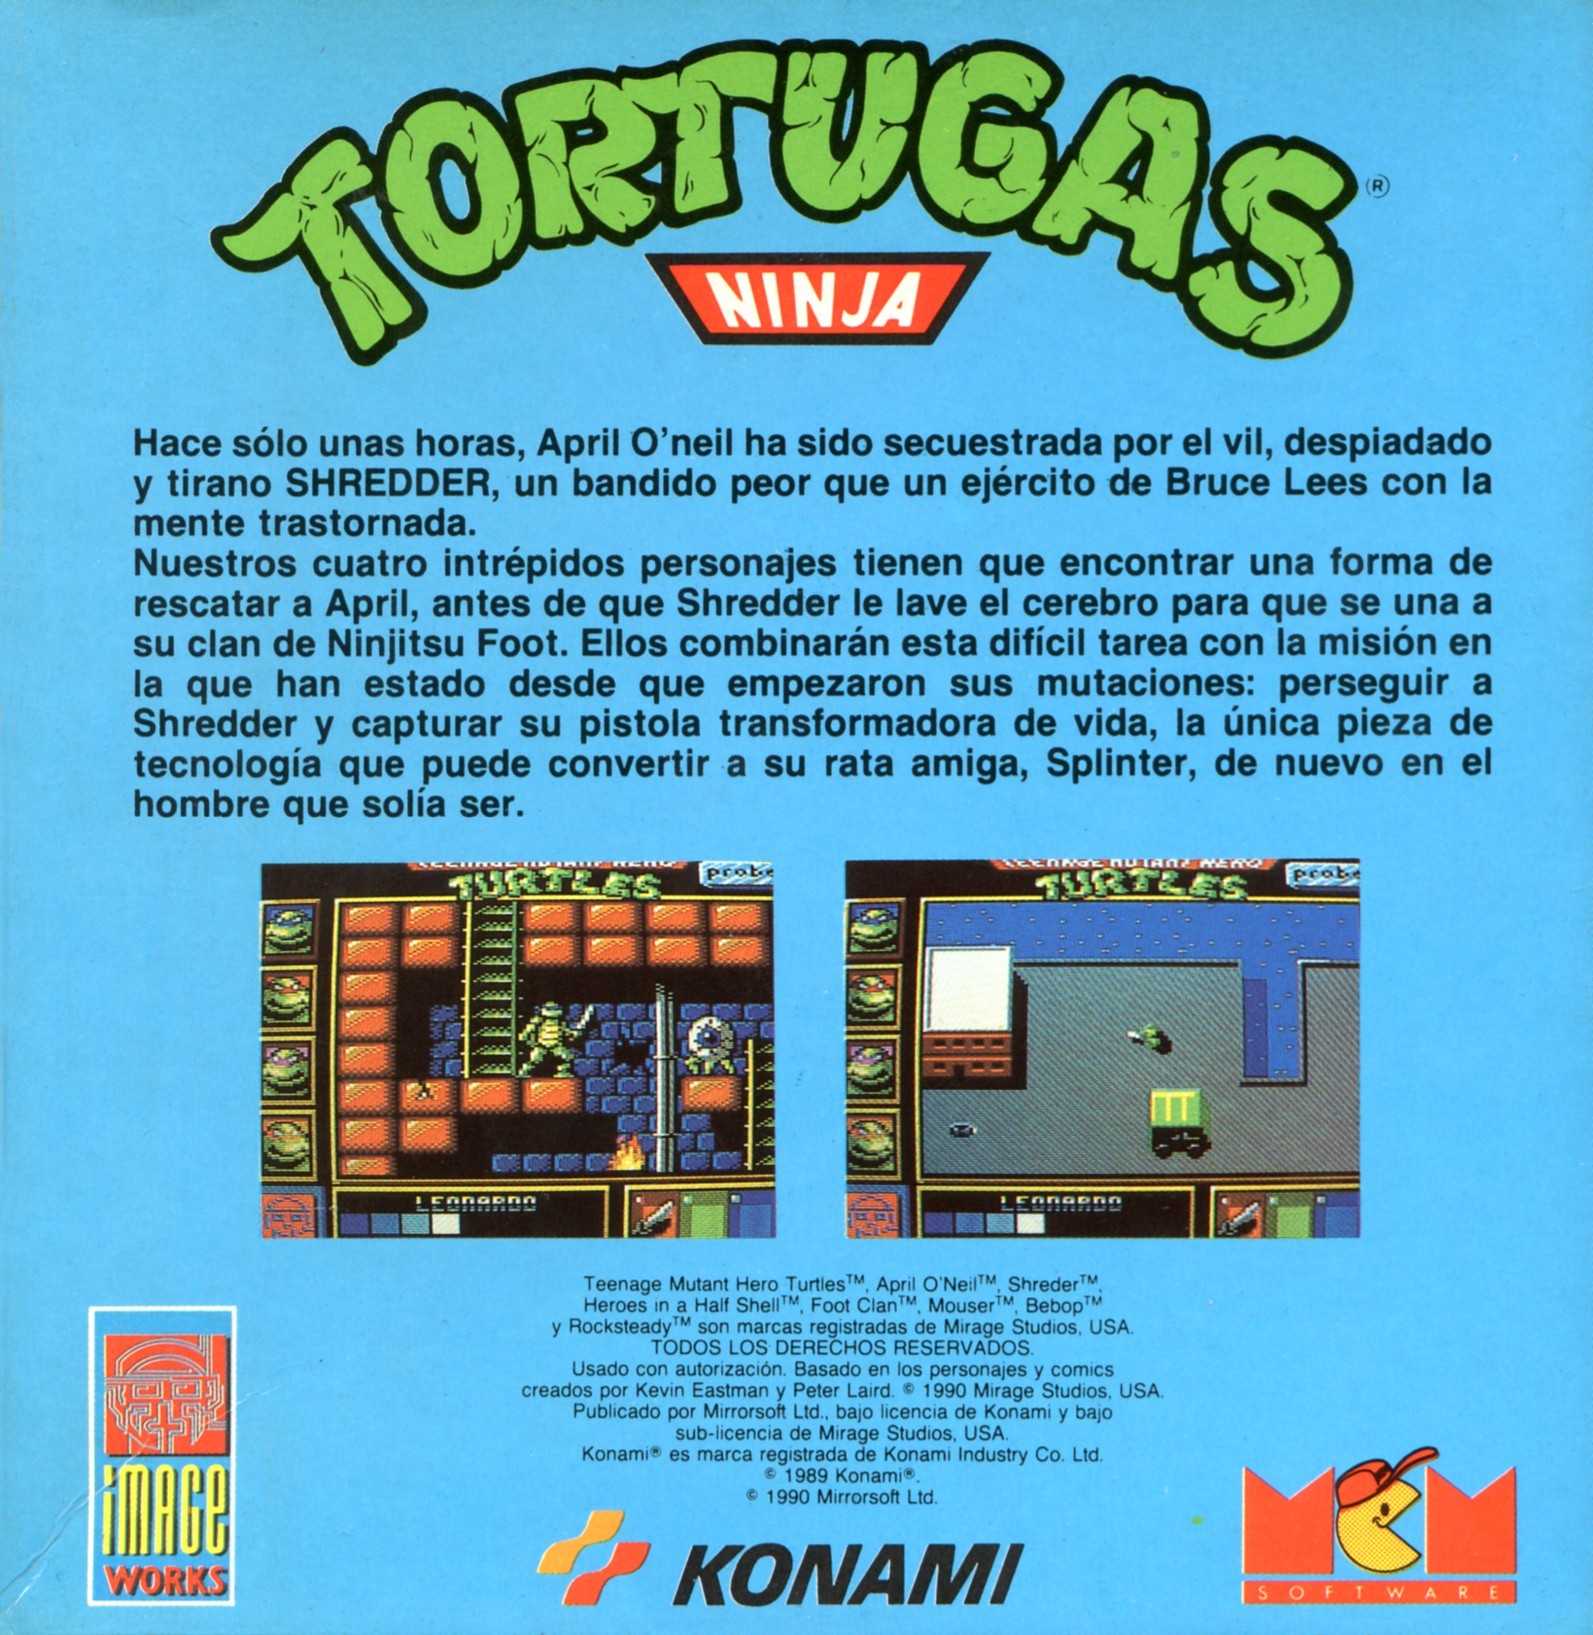 TORTUGAS ®
NINJA
Hace sólo unas horas, April O'neil ha sido secuestrada por el vil, despiadado
y tirano SHREDDER, un bandido peor que un ejército de Bruce Lees con la
mente trastornada.
Nuestros cuatro intrépidos personajes tienen que encontrar una forma de
rescatar a April, antes de que Shredder le lave el cerebro para que se una a
su clan de Ninjitsu Foot. Ellos combinarán esta difícil tarea con la misión en
la que han estado desde que empezaron sus mutaciones: perseguir a
Shredder y capturar su pistola transformadora de vida, la única pieza de
tecnología que puede convertir a su rata amiga, Splinter, de nuevo en el
hombre que solía ser.
TEENAGE MUTANT HERO
TURTLES
probe
LEONARDO
TEENAGE MUTANT HERO
TURTLES
probe
LEONARDO
Teenage Mutant Hero Turtles™, April O'Neil™, Shreder™,
Heroes in a Half Shell™, Foot Clan™, Mouser™, Bebop™
y Rocksteady™ son marcas registradas de Mirage Studios, USA.
TODOS LOS DERECHOS RESERVADOS.
Usado con autorización. Basado en los personajes y comics
creados por Kevin Eastman y Peter Laird. © 1990 Mirage Studios, USA.
Publicado por Mirrorsoft Ltd., bajo licencia de Konami y bajo
sub-licencia de Mirage Studios, USA.
Konami® es marca registrada de Konami Industry Co. Ltd.
© 1989 Konami®.
© 1990 Mirrorsoft Ltd.
iMAGE
WORKS
KONAMI
MCM
SOFTWARE